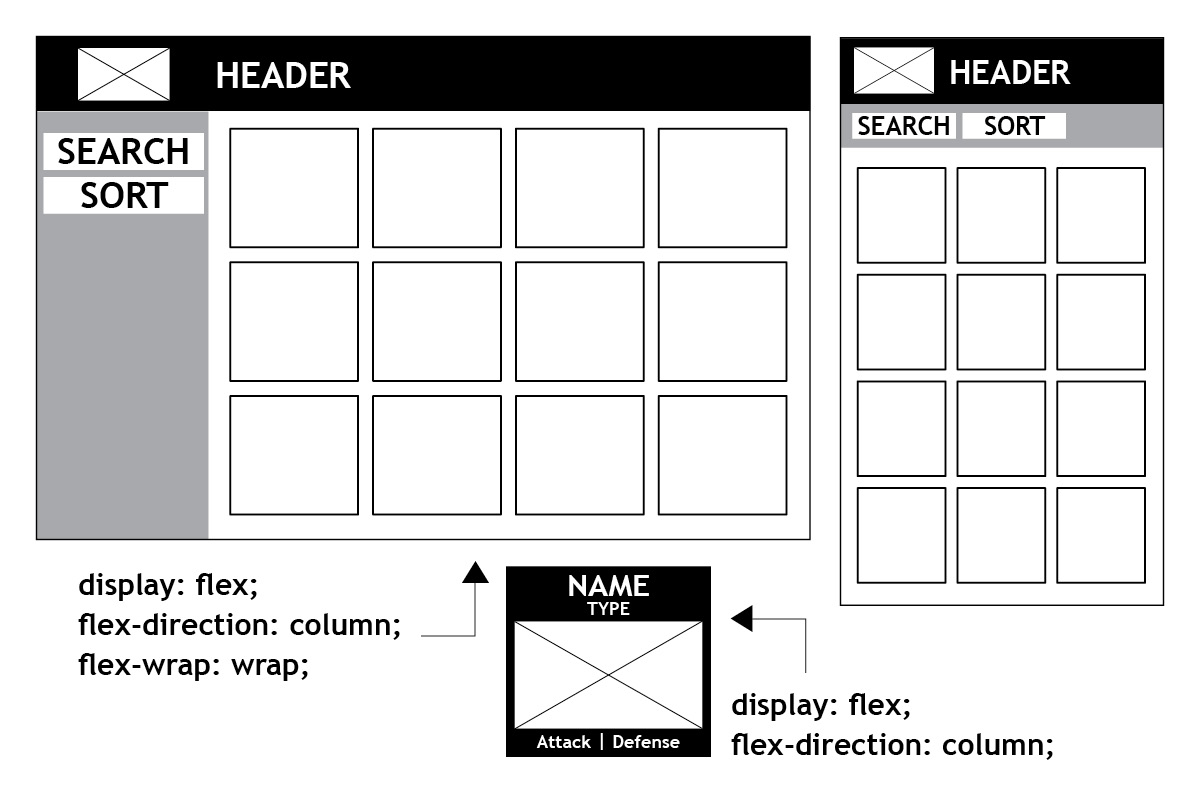 HEADER
SEARCH
SORT
HEADER
SEARCH SORT
display: flex;
flex-direction: column;
flex-wrap: wrap;
NAME
TYPE
Attack | Defense
display: flex;
flex-direction: column;